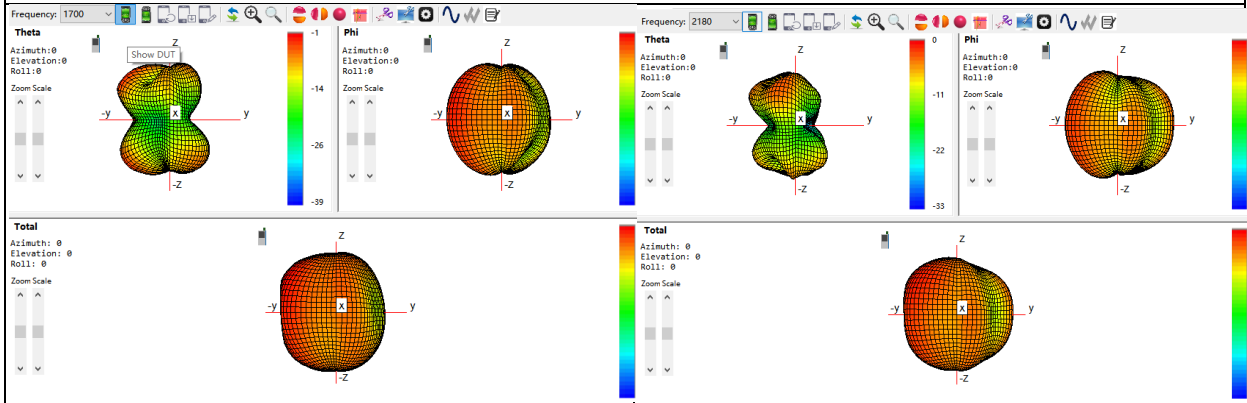 Frequency: 1700
Theta
Azimuth:0
Elevation:0
Roll:0
Zoom Scale
Show DUT
Z
-y
X
y
-Z
-1
-14
-26
-39
Phi
Azimuth:0
Elevation:0
Roll:0
Zoom Scale
Z
-y
X
y
-Z
Total
Azimuth: 0
Elevation: 0
Roll: 0
Zoom Scale
Z
-y
X
y
-Z
Frequency: 2180
Theta
Azimuth:0
Elevation:0
Roll:0
Zoom Scale
Z
-y
X
y
-Z
0
-11
-22
-33
Phi
Azimuth:0
Elevation:0
Roll:0
Zoom Scale
Z
-y
X
y
-Z
Total
Azimuth: 0
Elevation: 0
Roll: 0
Zoom Scale
Z
-y
X
y
-Z